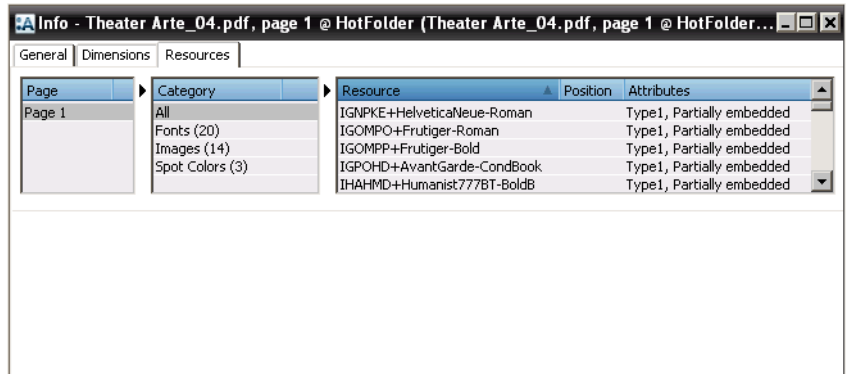 :A Info - Theater Arte_04.pdf, page 1 @ HotFolder (Theater Arte_04.pdf, page 1 @ HotFolder...
General Dimensions Resources
Page Category Resource Position Attributes
Page 1 All IGNPKE+HelveticaNeue-Roman Type1, Partially embedded
Fonts (20) IGOMPO+Frutiger-Roman Type1, Partially embedded
Images (14) IGOMPP+Frutiger-Bold Type1, Partially embedded
Spot Colors (3) IGPOHD+AvantGarde-CondBook Type1, Partially embedded
IHAHMD+Humanist777BT-BoldB Type1, Partially embedded